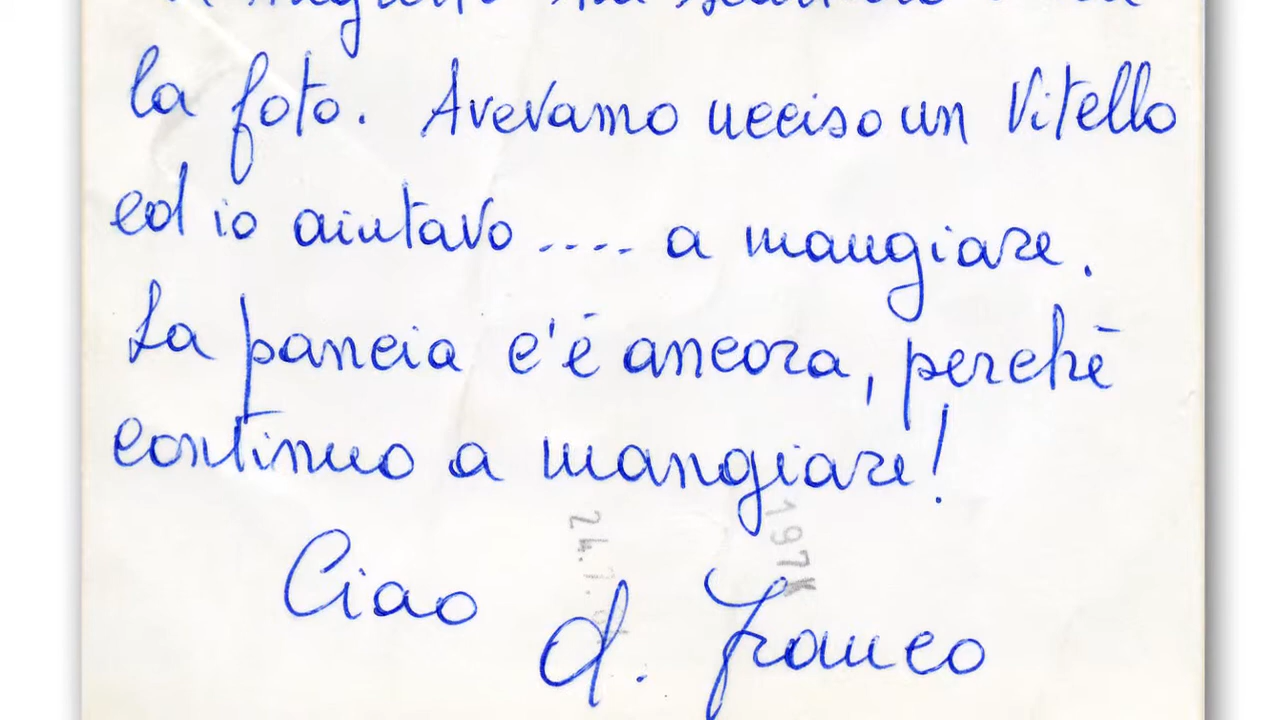 la foto. Avevamo ucciso un Vitello
ed io aiutavo .... a mangiare.
La pancia c'è ancora, perchè
continuo a mangiare!
Ciao
d. Franco